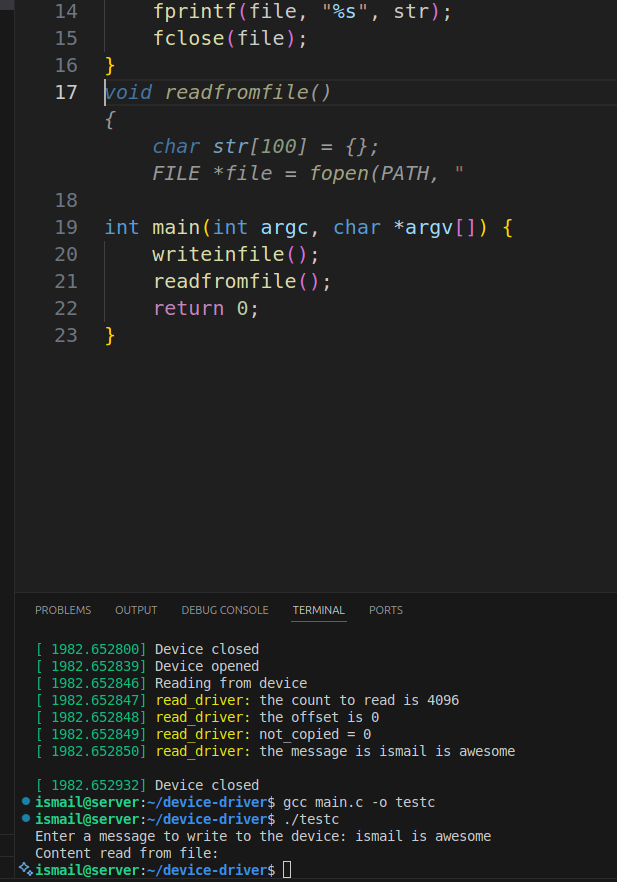 14 fprintf(file, "%s", str);
15 fclose(file);
16 }
17 void readfromfile()
{
char str[100] = {};
FILE *file = fopen(PATH, "
18
19 int main(int argc, char *argv[]) {
20 writeinfile();
21 readfromfile();
22 return 0;
23 }
PROBLEMS OUTPUT DEBUG CONSOLE TERMINAL PORTS
[ 1982.652800] Device closed
[ 1982.652839] Device opened
[ 1982.652846] Reading from device
[ 1982.652847] read_driver: the count to read is 4096
[ 1982.652848] read_driver: the offset is 0
[ 1982.652849] read_driver: not_copied = 0
[ 1982.652850] read_driver: the message is ismail is awesome
[ 1982.652932] Device closed
ismail@server:~/device-driver$ gcc main.c -o testc
ismail@server:~/device-driver$ ./testc
Enter a message to write to the device: ismail is awesome
Content read from file:
ismail@server:~/device-driver$